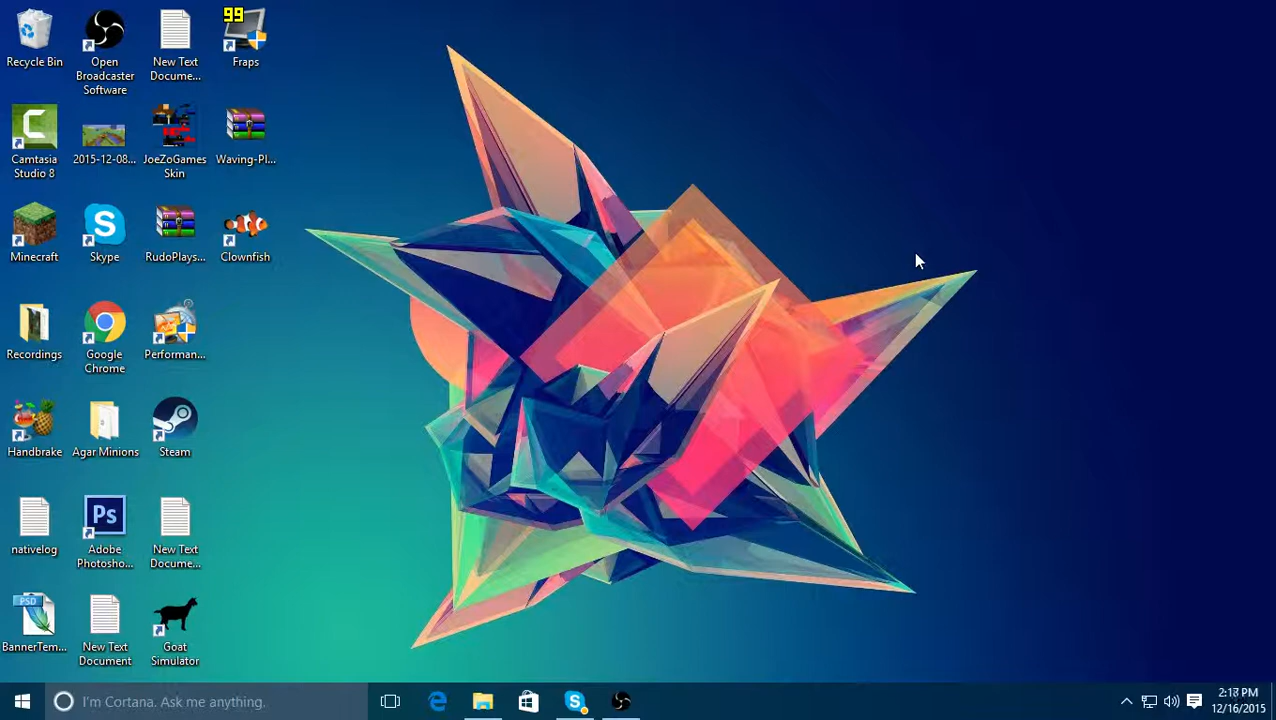 99
Recycle Bin
Open
Broadcaster
Software
New Text
Docume...
Fraps
Camtasia
Studio 8
2015-12-08...
JoeZoGames
Skin
Waving-Pl...
Minecraft
Skype
RudoPlays...
Clownfish
Recordings
Google
Chrome
Performan...
Handbrake
Agar Minions
Steam
nativelog
Ps
Adobe
Photosho...
New Text
Docume...
PSD
BannerTem...
New Text
Document
Goat
Simulator
I'm Cortana. Ask me anything.
2:17 PM
12/16/2015